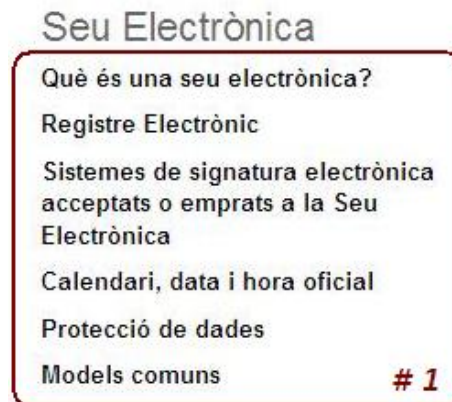 Seu Electrònica
Què és una seu electrònica?
Registre Electrònic
Sistemes de signatura electrònica
acceptats o emprats a la Seu
Electrònica
Calendari, data i hora oficial
Protecció de dades
Models comuns
# 1